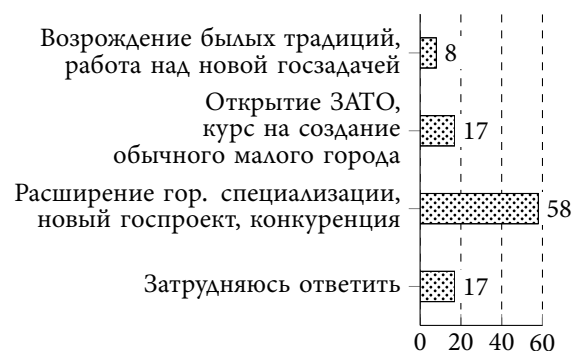 Возрождение былых традиций,
работа над новой госзадачей
8
Открытие ЗАТО,
курс на создание
обычного малого города
17
Расширение гор. специализации,
новый госпроект, конкуренция
58
Затрудняюсь ответить
17
0 20 40 60